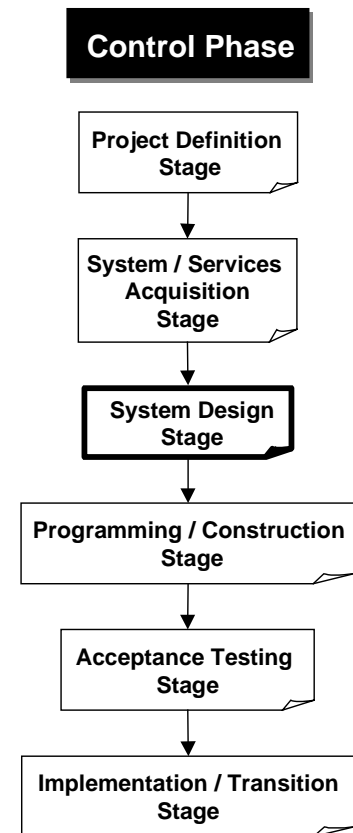 Control Phase
Project Definition
Stage
System / Services
Acquisition
Stage
System Design
Stage
Programming / Construction
Stage
Acceptance Testing
Stage
Implementation / Transition
Stage